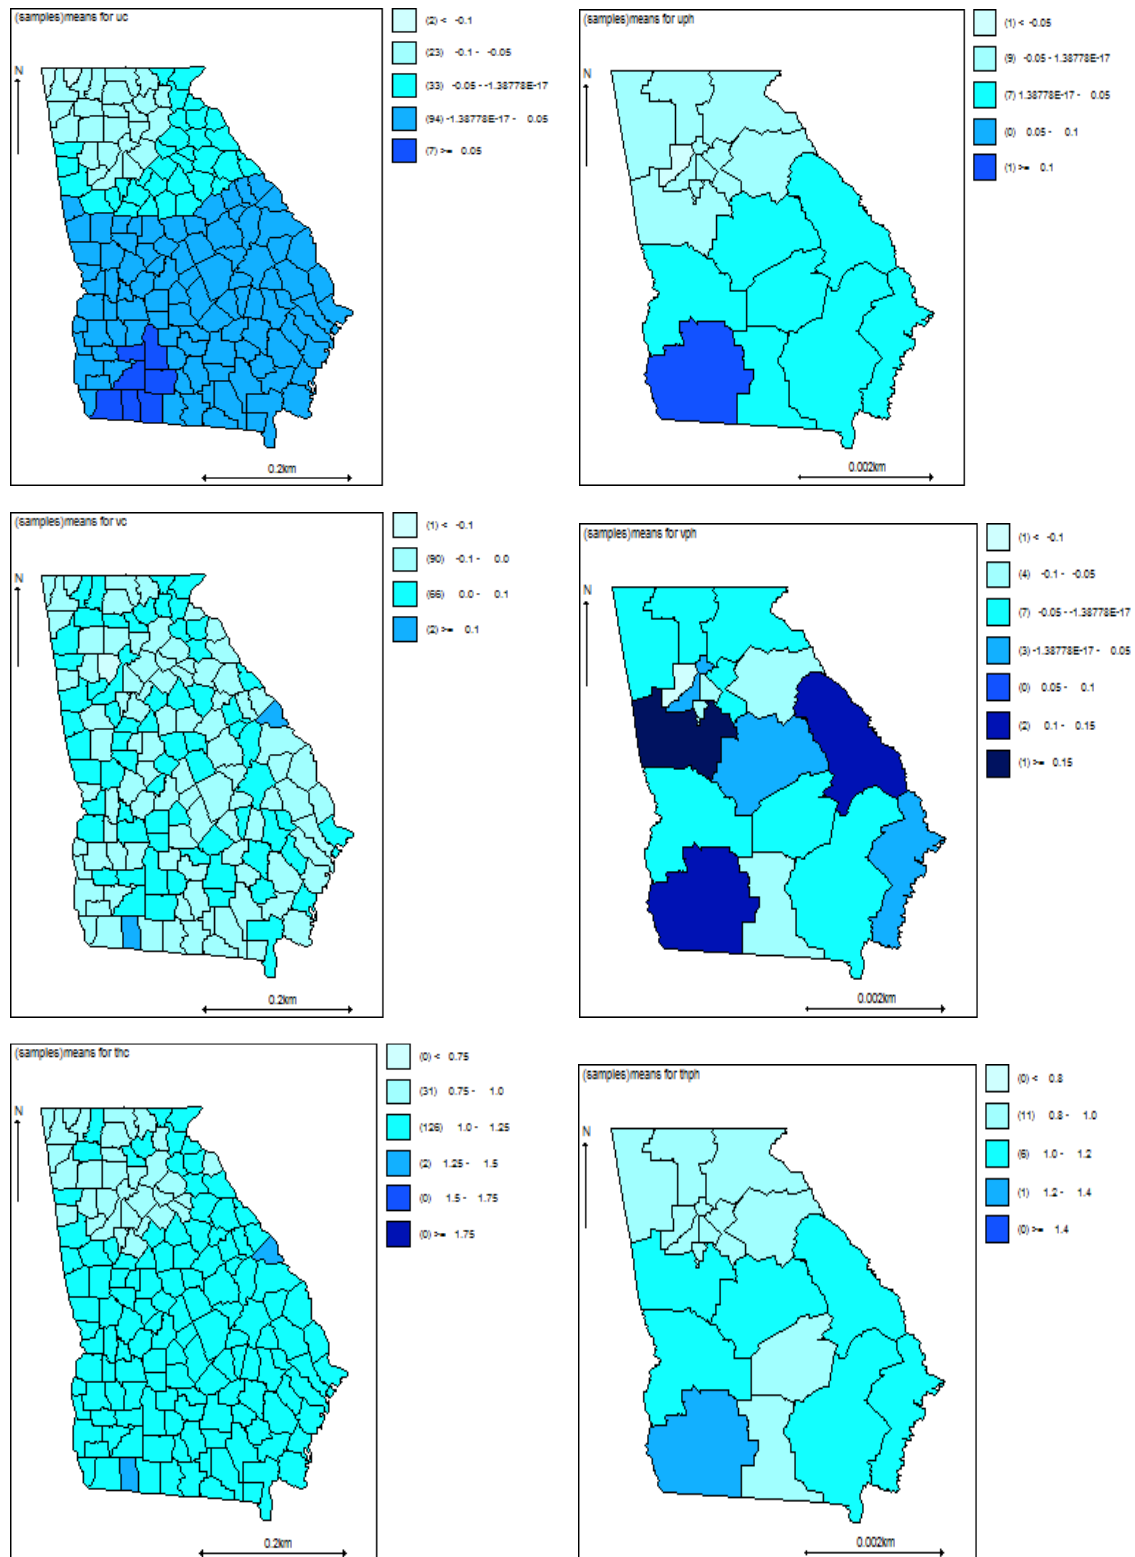 (samples)means for uc
(2) < -0.1
(23) -0.1 - -0.05
(33) -0.05 - -1.38778E-17
(94) -1.38778E-17 - 0.05
(7) >= 0.05
N
0.2km
(samples)means for uph
(1) < -0.05
(9) -0.05 - 1.38778E-17
(7) 1.38778E-17 - 0.05
(0) 0.05 - 0.1
(1) >= 0.1
N
0.002km
(samples)means for vc
(1) < -0.1
(90) -0.1 - 0.0
(66) 0.0 - 0.1
(2) >= 0.1
N
0.2km
(samples)means for vph
(1) < -0.1
(4) -0.1 - -0.05
(7) -0.05 - -1.38778E-17
(3) -1.38778E-17 - 0.05
(0) 0.05 - 0.1
(2) 0.1 - 0.15
(1) >= 0.15
N
0.002km
(samples)means for thc
(0) < 0.75
(31) 0.75 - 1.0
(126) 1.0 - 1.25
(2) 1.25 - 1.5
(0) 1.5 - 1.75
(0) >= 1.75
N
0.2km
(samples)means for thph
(0) < 0.8
(11) 0.8 - 1.0
(6) 1.0 - 1.2
(1) 1.2 - 1.4
(0) >= 1.4
N
0.002km